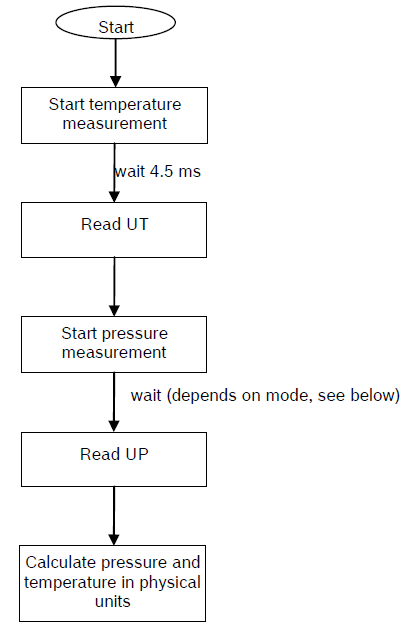 Start
Start temperature
measurement
wait 4.5 ms
Read UT
Start pressure
measurement
wait (depends on mode, see below)
Read UP
Calculate pressure and
temperature in physical
units